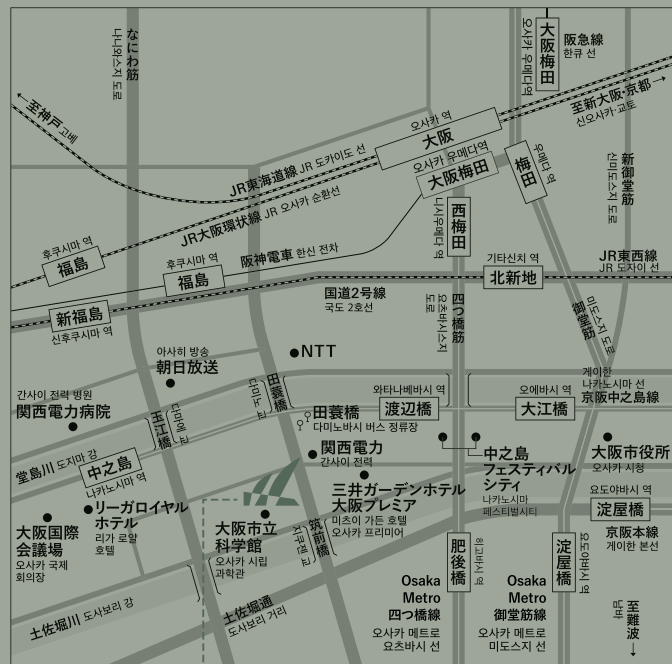 なにわ筋
나니와스지 도로
←至神戸 고베
大阪梅田
오사카 우메다역
阪急線
한큐 선
至新大阪·京都→
신오사카·교토
오사카 역
大阪
오사카 우메다역
大阪梅田
梅田
우메다 역
新御堂筋
신미도스지 도로
JR東海道線 JR 도카이도 선
JR大阪環状線 JR 오사카 순환선
西梅田
니시우메다 역
후쿠시마 역
福島
후쿠시마 역
福島
阪神電車 한신 전차
기타신치 역
北新地
JR東西線
JR 도자이 선
新福島
신후쿠시마 역
国道2号線
국도 2호선
四つ橋筋
요츠바시스지
도로
御堂筋
미도스지 도로
아사히 방송
朝日放送
NTT
간사이 전력 병원
関西電力病院
玉江橋
다마에 교
田蓑橋
다미노 교
田蓑橋
다미노바시 버스 정류장
와타나베바시 역
渡辺橋
오에바시 역
大江橋
게이한
나카노시마 선
京阪中之島線
堂島川 도지마 강
中之島
나카노시마 역
関西電力
간사이 전력
中之島
フェスティバル
シティ
나카노시마
페스티벌시티
大阪市役所
오사카 시청
リーガロイヤル
ホテル
리가 로얄
호텔
三井ガーデンホテル
大阪プレミア
미츠이 가든 호텔
오사카 프리미어
요도야바시 역
淀屋橋
京阪本線
게이한 본선
大阪国際
会議場
오사카 국제
회의장
大阪市立
科学館
오사카 시립
과학관
筑前橋
지쿠젠 교
肥後橋
히고바시 역
淀屋橋
요도야바시 역
土佐堀川 도사보리 강
土佐堀通
도사보리 거리
Osaka
Metro
四つ橋線
오사카 메트로
요츠바시 선
Osaka
Metro
御堂筋線
오사카 메트로
미도스지 선
至難波→
남바